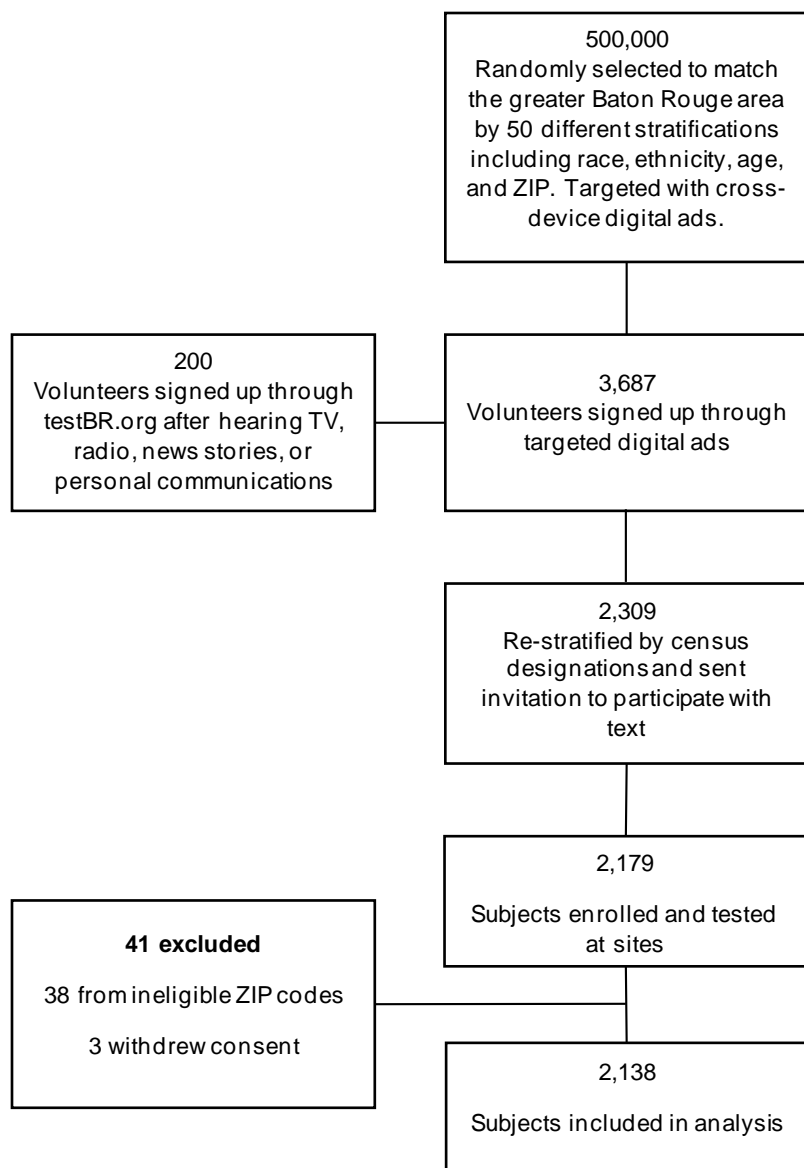 500,000
Randomly selected to match
the greater Baton Rouge area
by 50 different stratifications
including race, ethnicity, age,
and ZIP. Targeted with cross-
device digital ads.
200
Volunteers signed up through
testBR.org after hearing TV,
radio, news stories, or
personal communications
3,687
Volunteers signed up through
targeted digital ads
2,309
Re-stratified by census
designations and sent
invitation to participate with
text
2,179
Subjects enrolled and tested
at sites
41 excluded
38 from ineligible ZIP codes
3 withdrew consent
2,138
Subjects included in analysis